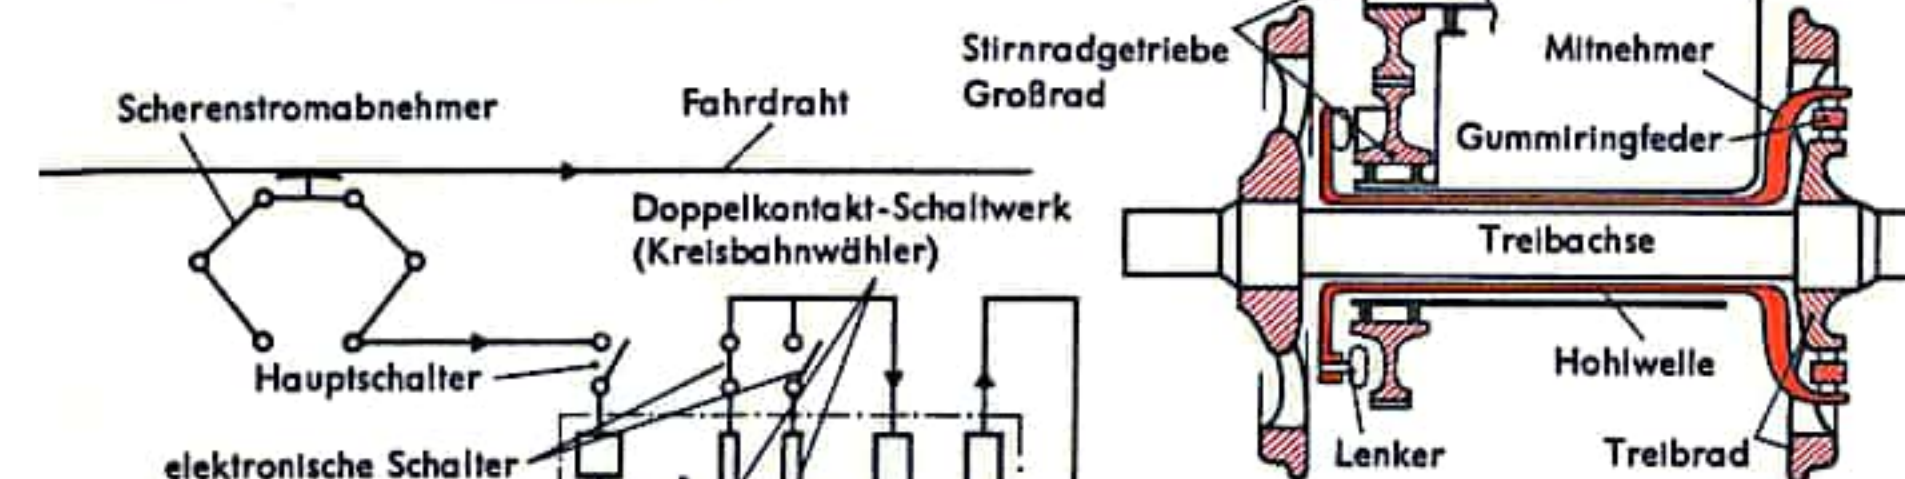 Scherenstromabnehmer
Fahrdraht
Doppelkontakt-Schaltwerk
(Kreisbahnwähler)
Hauptschalter
elektronische Schalter
Stirnradgetriebe
Großrad
Mitnehmer
Gummiringfeder
Treibachse
Hohlwelle
Lenker
Treibrad